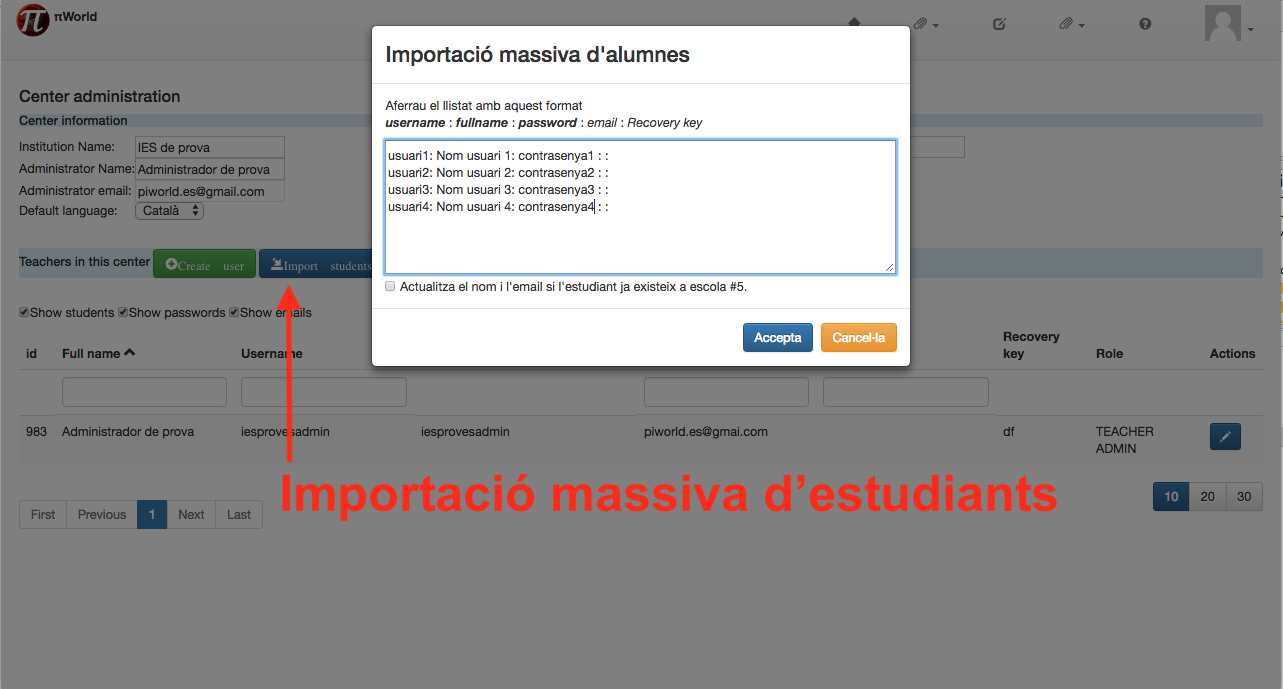 πWorld
Importació massiva d'alumnes
Aferrau el llistat amb aquest format
username : fullname : password : email : Recovery key
usuari1: Nom usuari 1: contrasenya1 : :
usuari2: Nom usuari 2: contrasenya2 : :
usuari3: Nom usuari 3: contrasenya3 : :
usuari4: Nom usuari 4: contrasenya4 : :
Actualitza el nom i l'email si l'estudiant ja existeix a escola #5.
Accepta Cancel·la
Center administration
Center information
Institution Name: IES de prova
Administrator Name: Administrador de prova
Administrator email: piworld.es@gmail.com
Default language: Català
Teachers in this center Create user Import students
Show students Show passwords Show emails
id Full name Username Recovery key Role Actions
983 Administrador de prova iesprovesadmin iesprovesadmin piworld.es@gmai.com df TEACHER ADMIN
Importació massiva d’estudiants
First Previous 1 Next Last 10 20 30